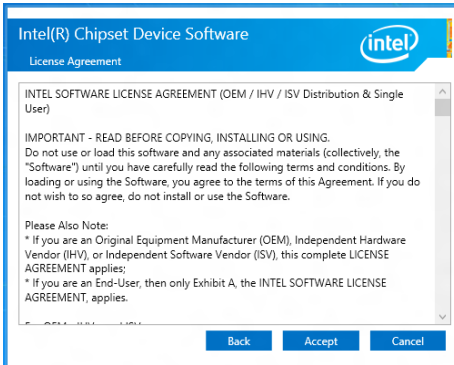 Intel(R) Chipset Device Software
License Agreement
intel
INTEL SOFTWARE LICENSE AGREEMENT (OEM / IHV / ISV Distribution & Single
User)
IMPORTANT - READ BEFORE COPYING, INSTALLING OR USING.
Do not use or load this software and any associated materials (collectively, the
"Software") until you have carefully read the following terms and conditions. By
loading or using the Software, you agree to the terms of this Agreement. If you do
not wish to so agree, do not install or use the Software.
Please Also Note:
* If you are an Original Equipment Manufacturer (OEM), Independent Hardware
Vendor (IHV), or Independent Software Vendor (ISV), this complete LICENSE
AGREEMENT applies;
* If you are an End-User, then only Exhibit A, the INTEL SOFTWARE LICENSE
AGREEMENT, applies.
Back Accept Cancel